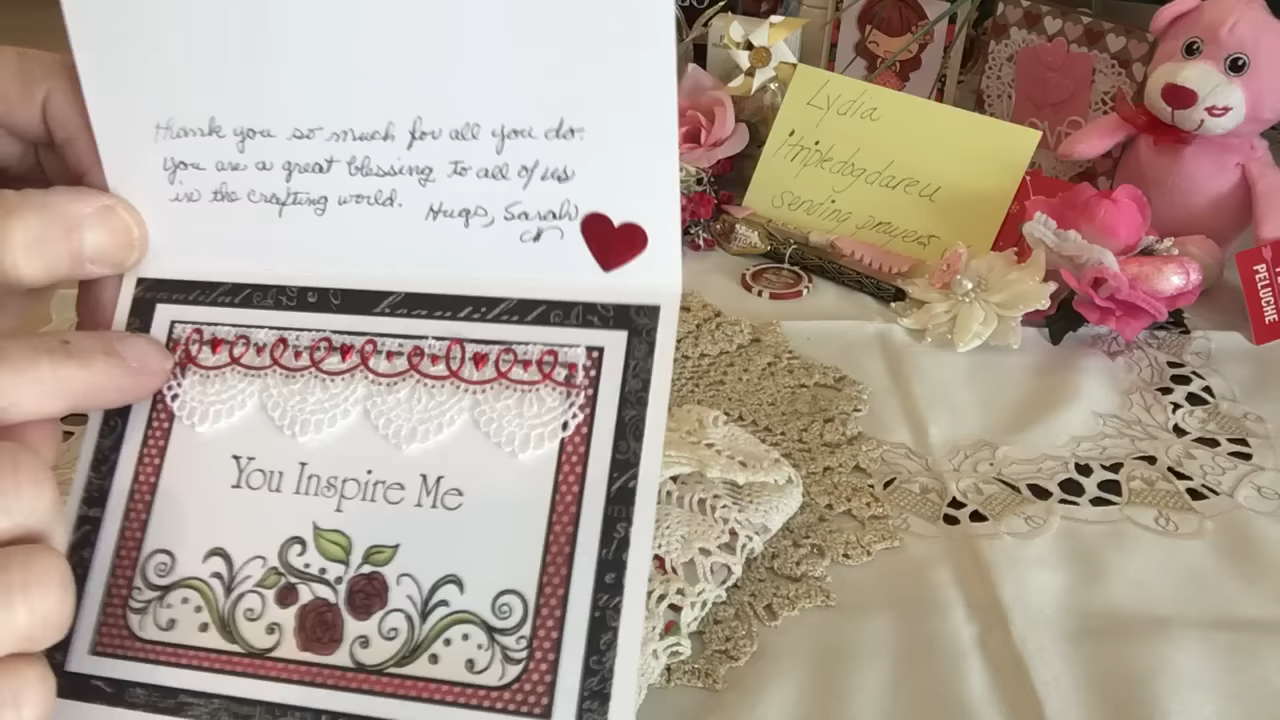 thank you so much for all you do.
you are a great blessing to all of us
in the crafting world. Hugs, Sarah
beautiful beautiful
You Inspire Me
Lydia
itripledogdareu
sending prayers
PELUCHE